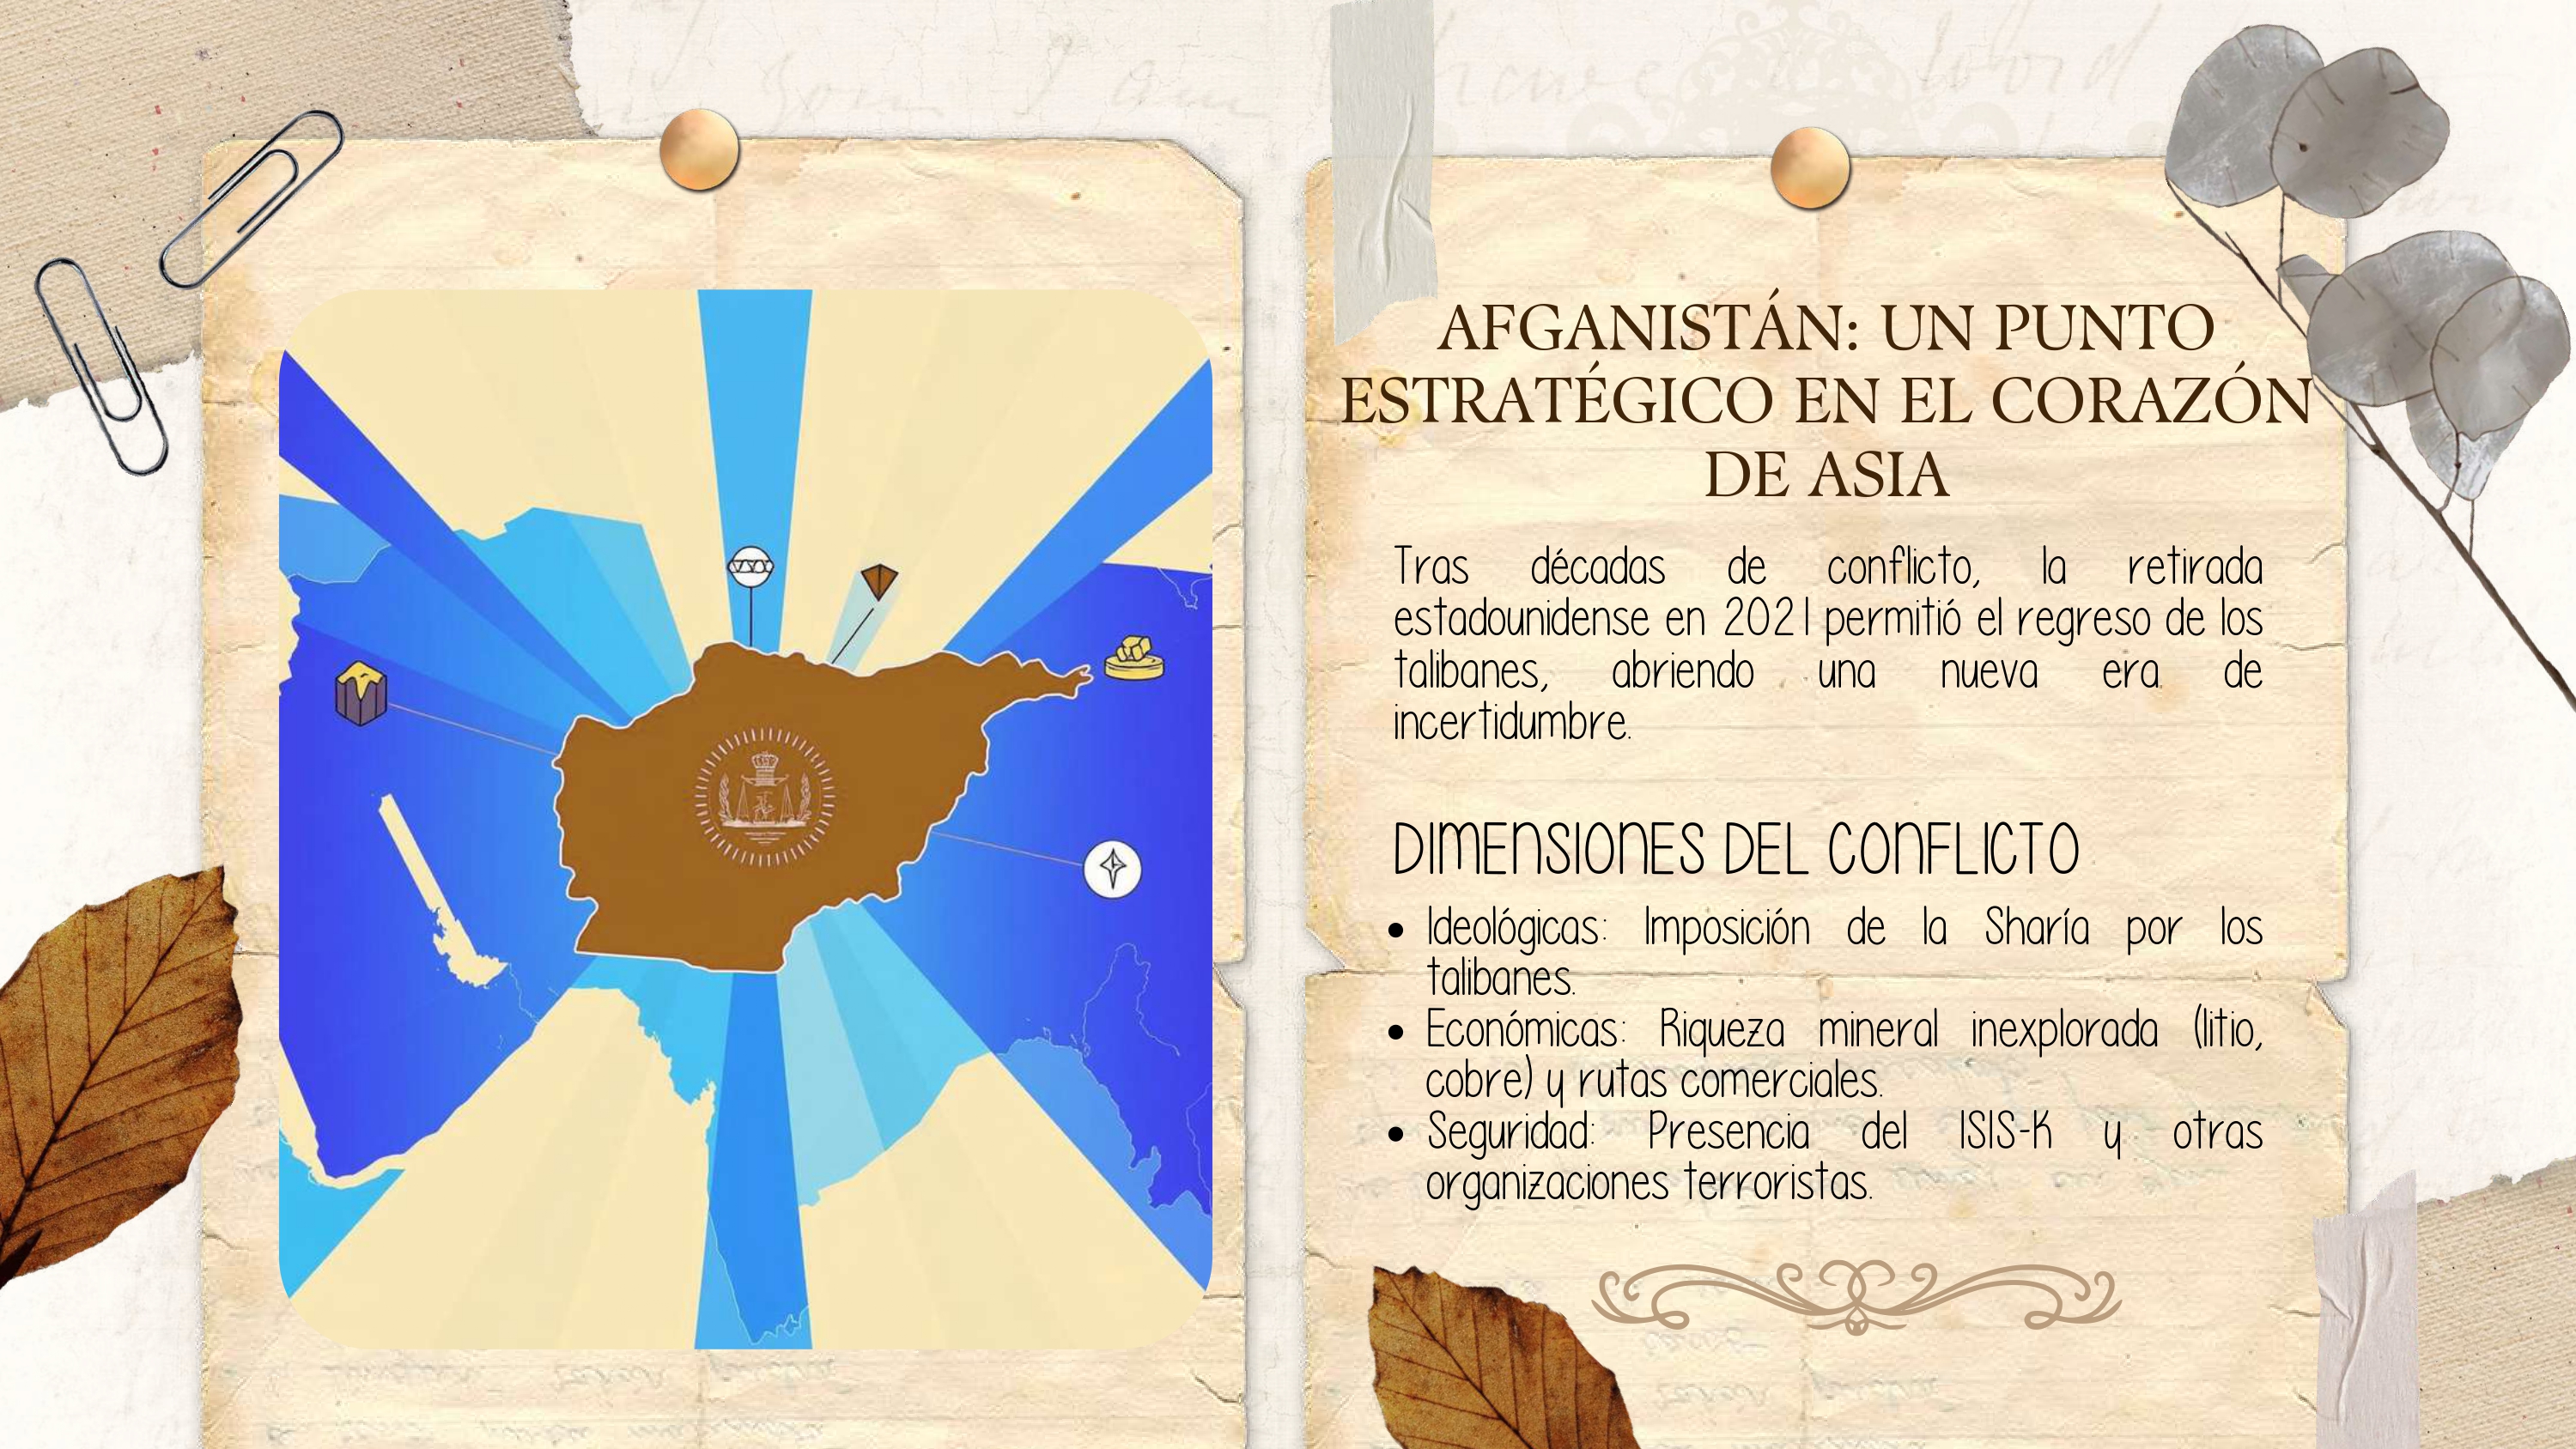 AFGANISTÁN: UN PUNTO
ESTRATÉGICO EN EL CORAZÓN
DE ASIA
Tras décadas de conflicto, la retirada
estadounidense en 2021 permitió el regreso de los
talibanes, abriendo una nueva era de
incertidumbre.
DIMENSIONES DEL CONFLICTO
• Ideológicas: Imposición de la Sharía por los
talibanes.
• Económicas: Riqueza mineral inexplorada (litio,
cobre) y rutas comerciales.
• Seguridad: Presencia del ISIS-K y otras
organizaciones terroristas.